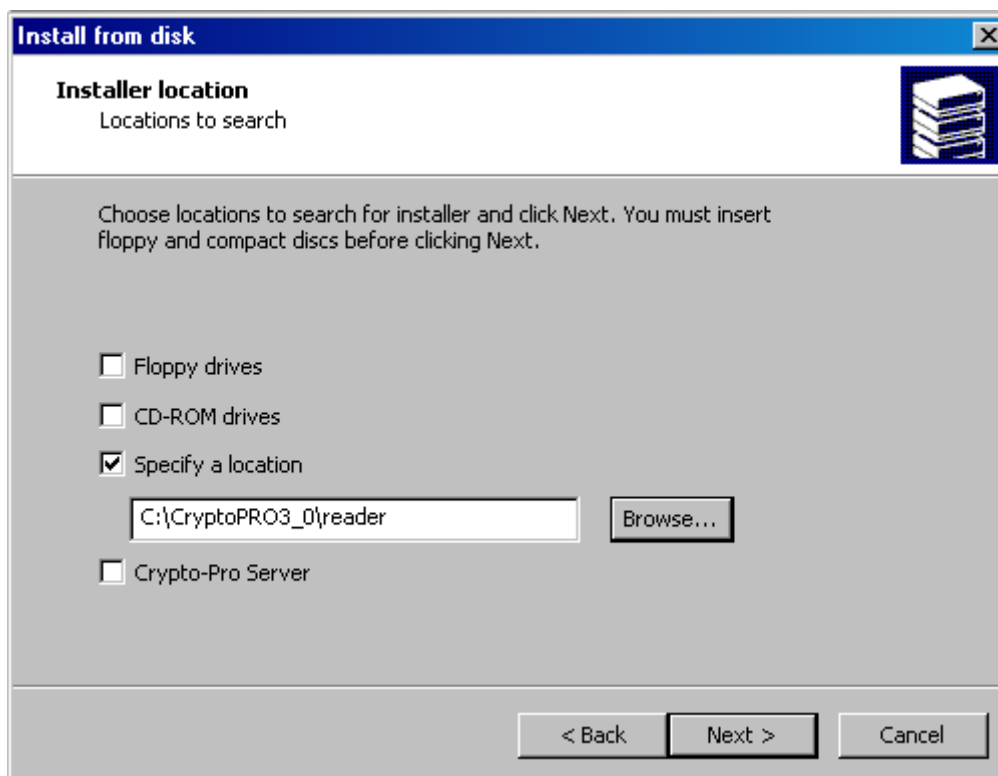 Install from disk
Installer location
Locations to search
Choose locations to search for installer and click Next. You must insert
floppy and compact discs before clicking Next.
Floppy drives
CD-ROM drives
Specify a location
C:\CryptoPRO3_0\reader
Browse...
Crypto-Pro Server
< Back
Next >
Cancel